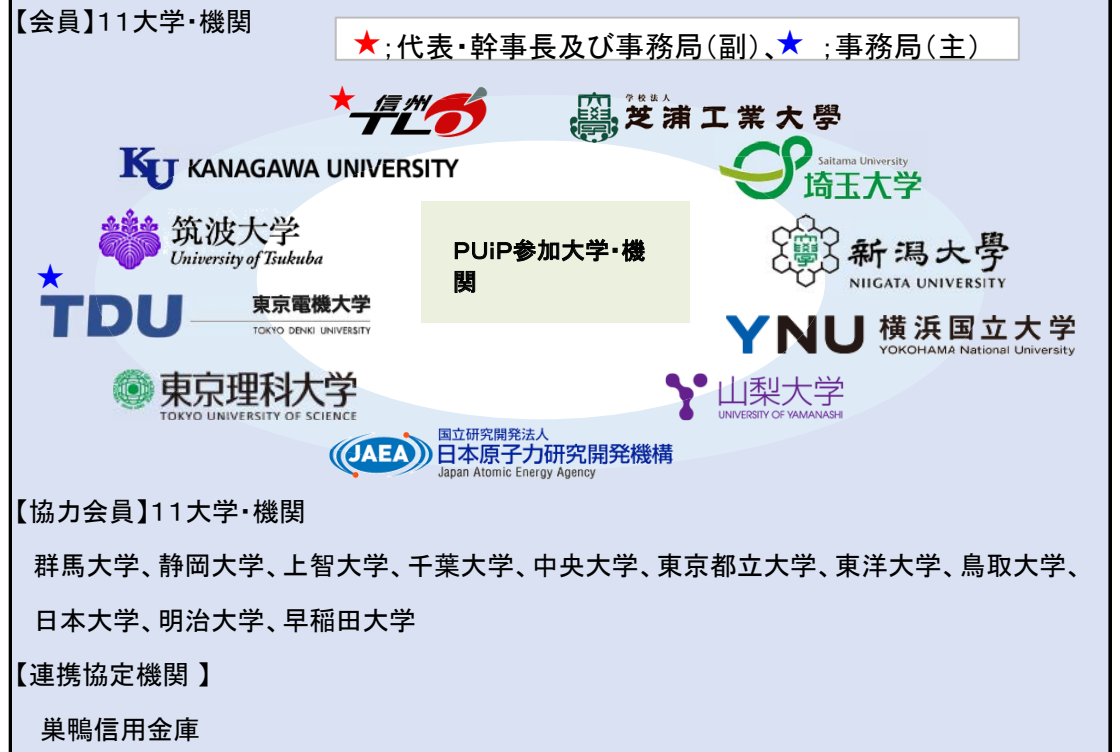 【会員】11大学・機関
★;代表・幹事長及び事務局(副)、★ ;事務局(主)
信州TLO
学校法人
芝浦工業大學
KU KANAGAWA UNIVERSITY
Saitama University
埼玉大学
筑波大学
University of Tsukuba
PUiP参加大学・機
関
新潟大學
NIIGATA UNIVERSITY
TDU 東京電機大学
TOKYO DENKI UNIVERSITY
YNU 横浜国立大学
YOKOHAMA National University
東京理科大学
TOKYO UNIVERSITY OF SCIENCE
山梨大学
UNIVERSITY OF YAMANASHI
国立研究開発法人
JAEA 日本原子力研究開発機構
Japan Atomic Energy Agency
【協力会員】11大学・機関
群馬大学、静岡大学、上智大学、千葉大学、中央大学、東京都立大学、東洋大学、鳥取大学、
日本大学、明治大学、早稲田大学
【連携協定機関 】
巣鴨信用金庫